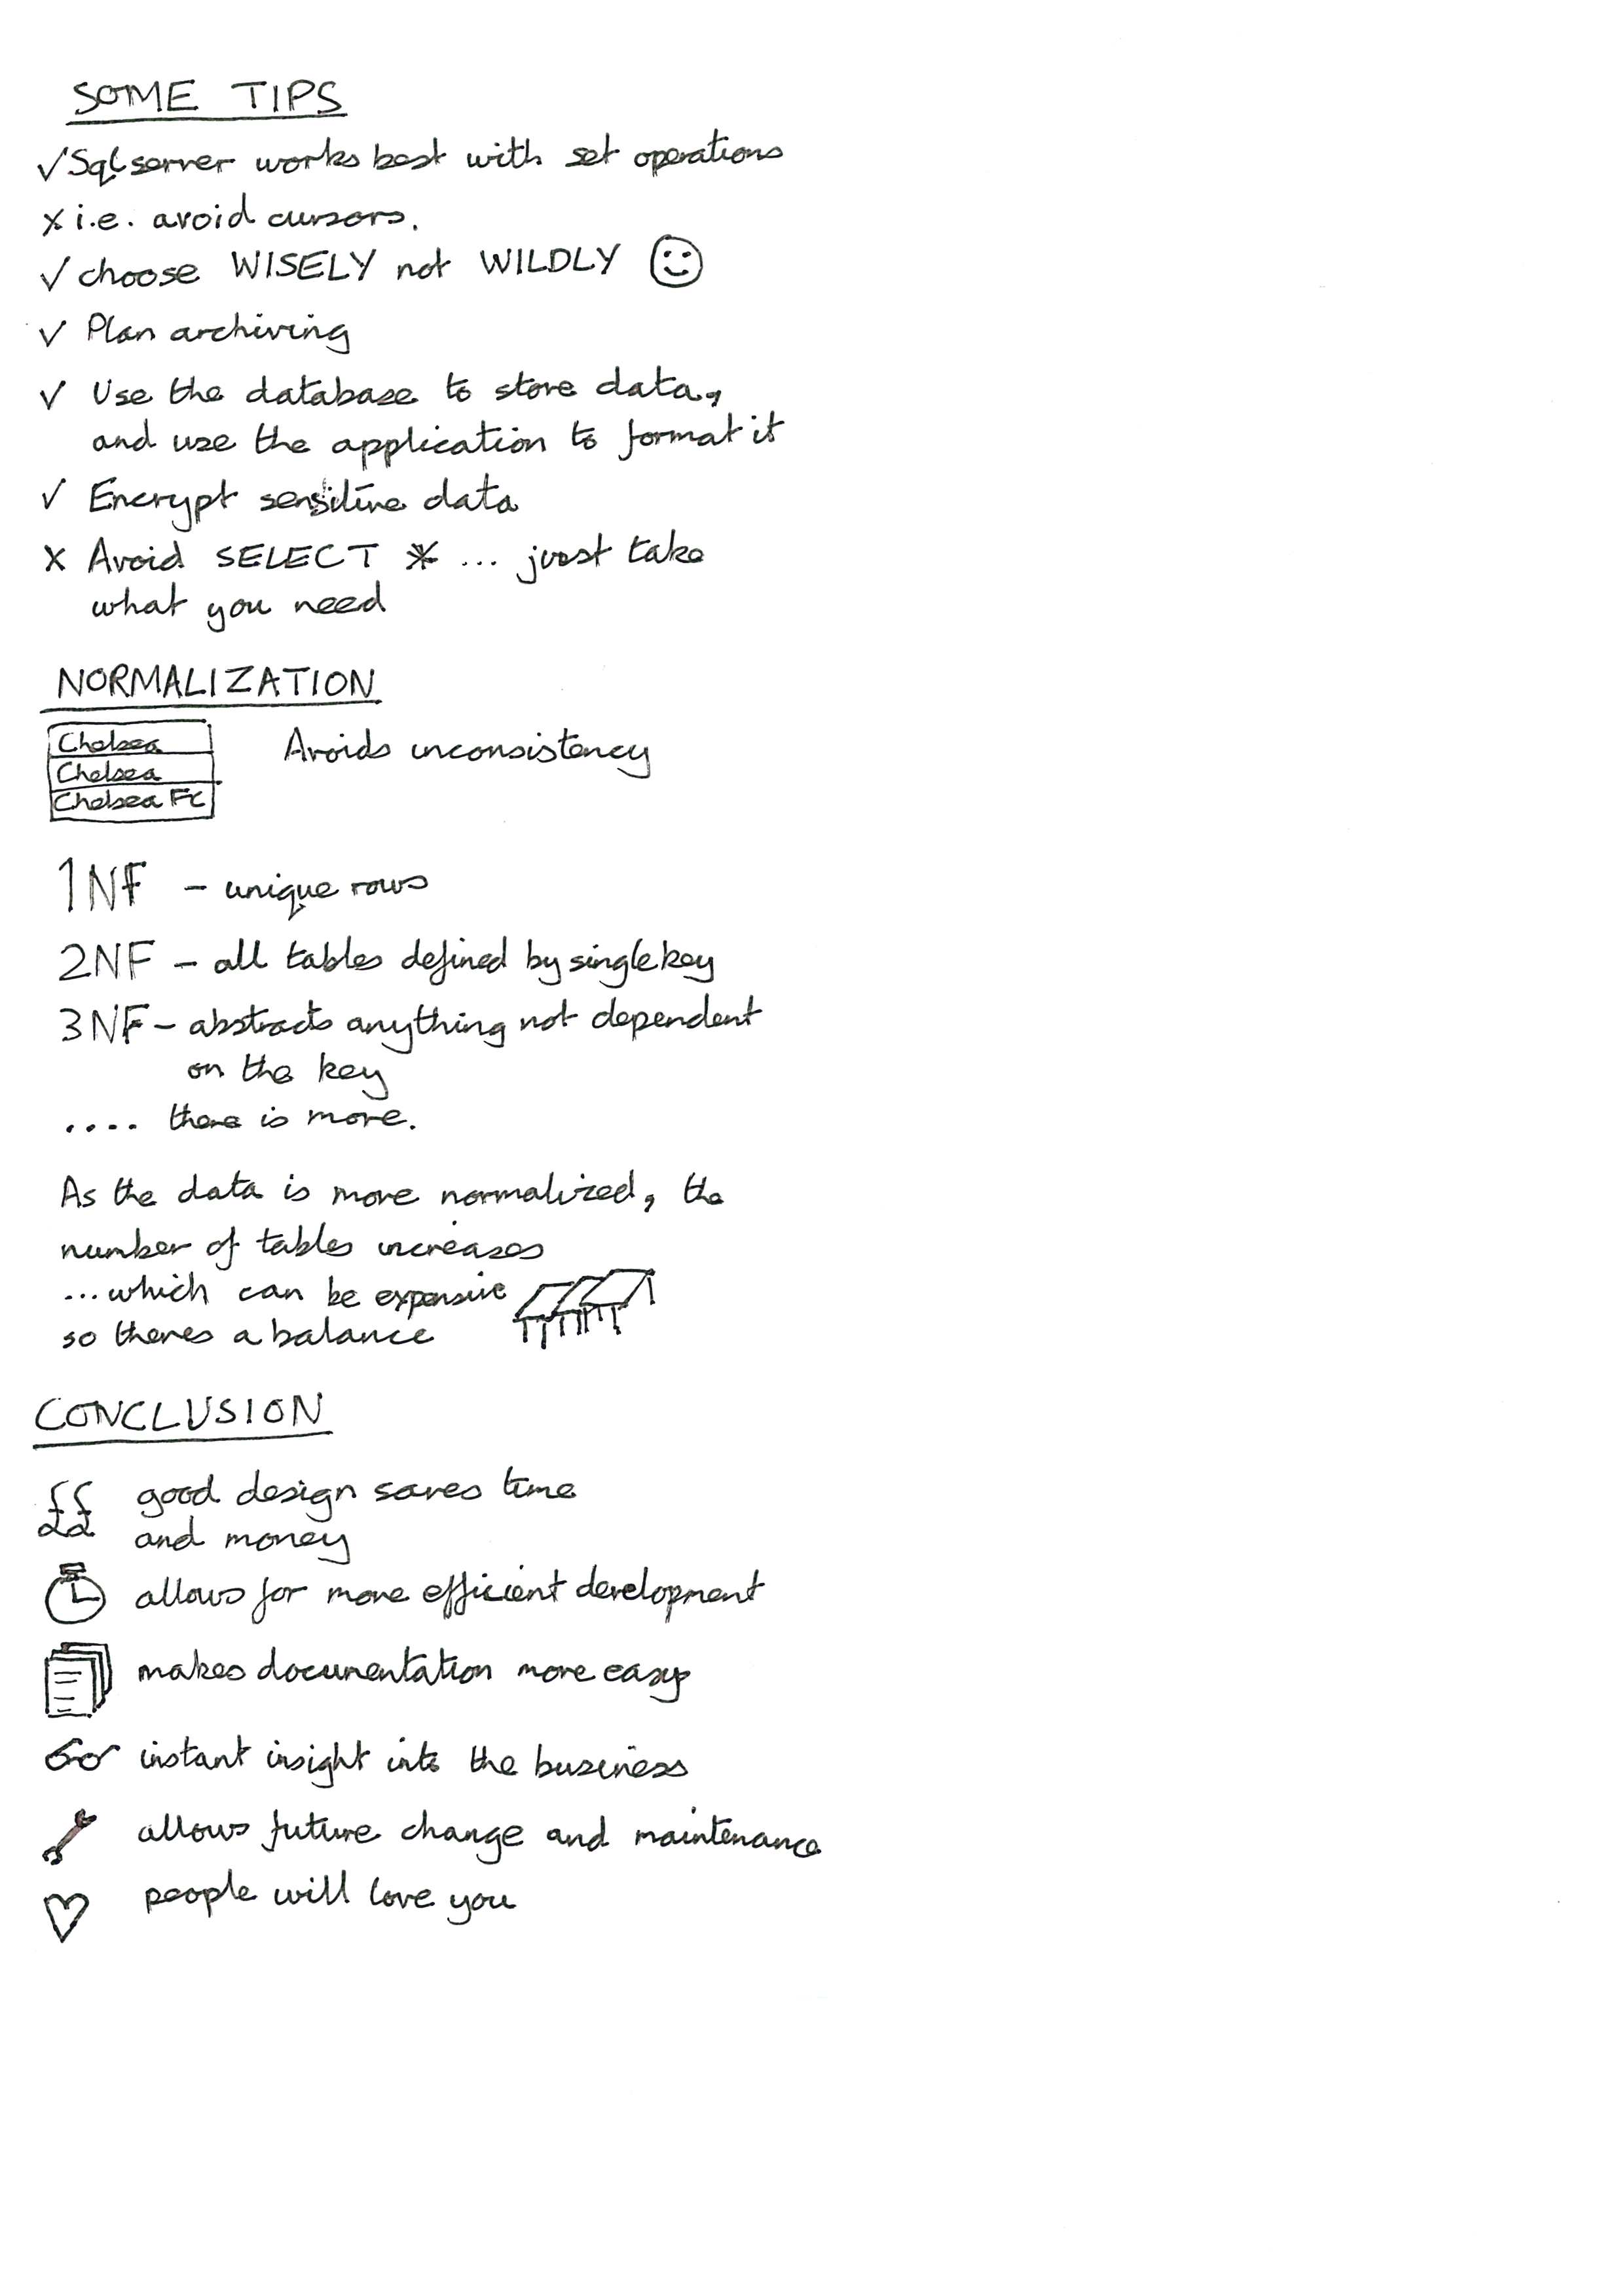 SOME TIPS
✓ Sql server works best with set operations
x i.e. avoid cursors.
✓ choose WISELY not WILDLY
✓ Plan archiving
✓ Use the database to store data,
and use the application to format it
✓ Encrypt sensitive data
x Avoid SELECT * ... just take
what you need
NORMALIZATION
Chelsea
Avoids inconsistency
Chelsea
Chelsea FC
1NF - unique rows
2NF - all tables defined by single key
3NF - abstracts anything not dependent
on the key
.... there is more.
As the data is more normalized, the
number of tables increases
...which can be expensive
so theres a balance
CONCLUSION
££ good design saves time
and money
allows for more efficient development
makes documentation more easy
instant insight into the business
allows future change and maintenance
people will love you